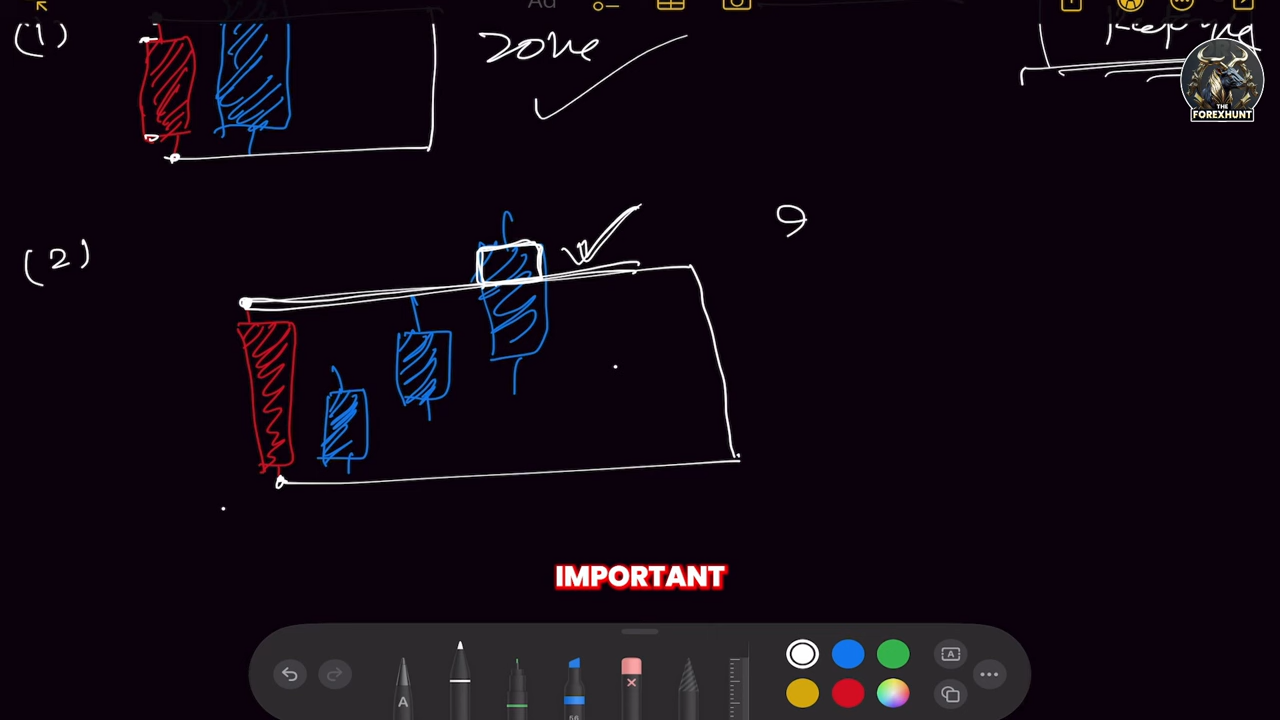 (1)
zone
THE
FOREXHUNT
(2)
9
IMPORTANT
A
A